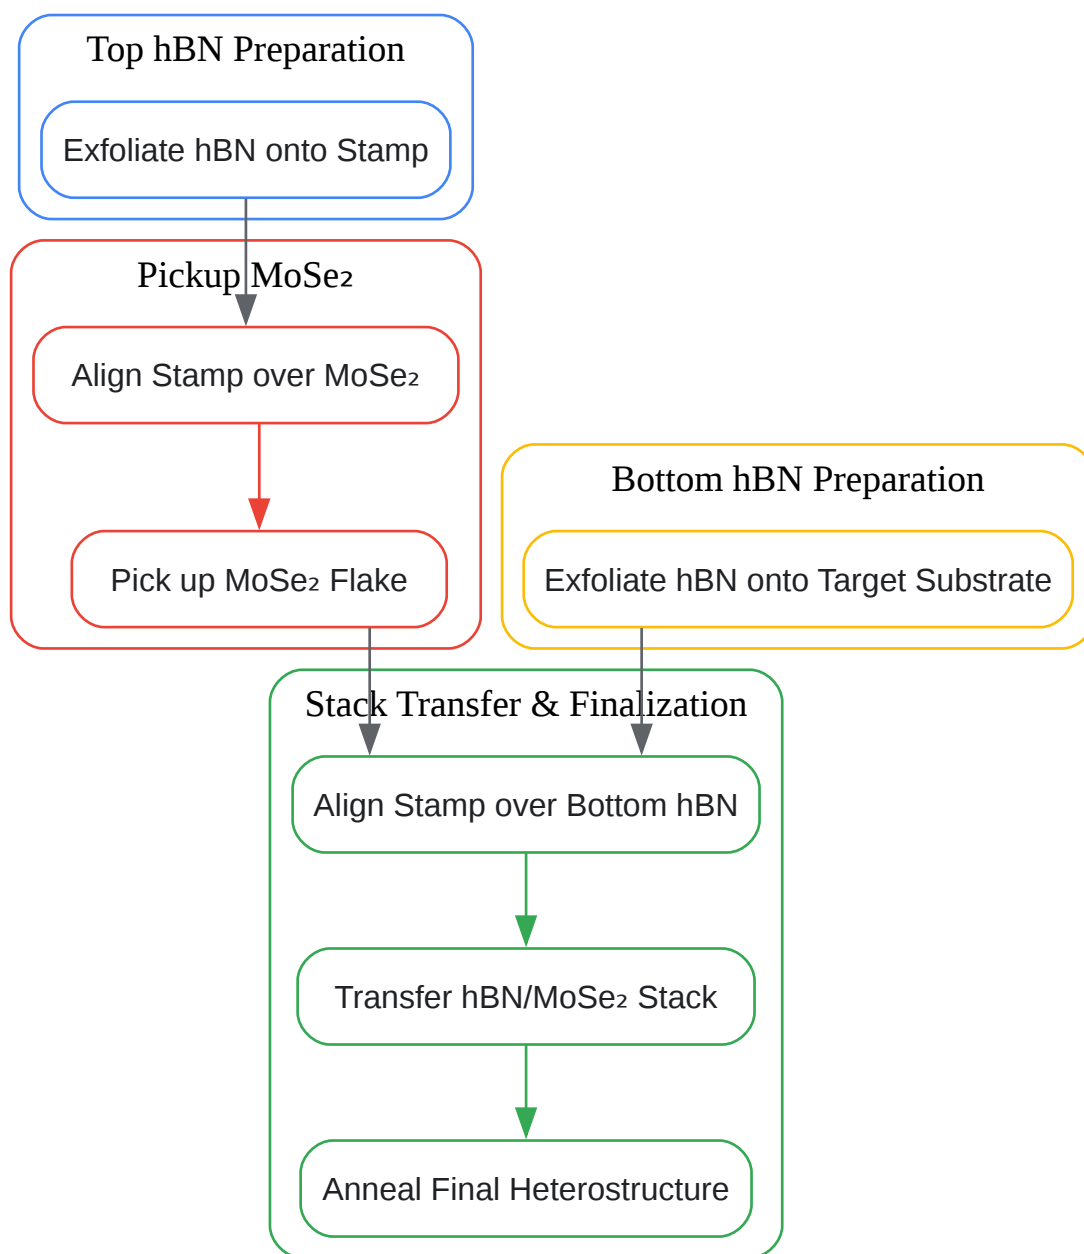 Top hBN Preparation
Exfoliate hBN onto Stamp
Pickup MoSe₂
Align Stamp over MoSe₂
Pick up MoSe₂ Flake
Bottom hBN Preparation
Exfoliate hBN onto Target Substrate
Stack Transfer & Finalization
Align Stamp over Bottom hBN
Transfer hBN/MoSe₂ Stack
Anneal Final Heterostructure